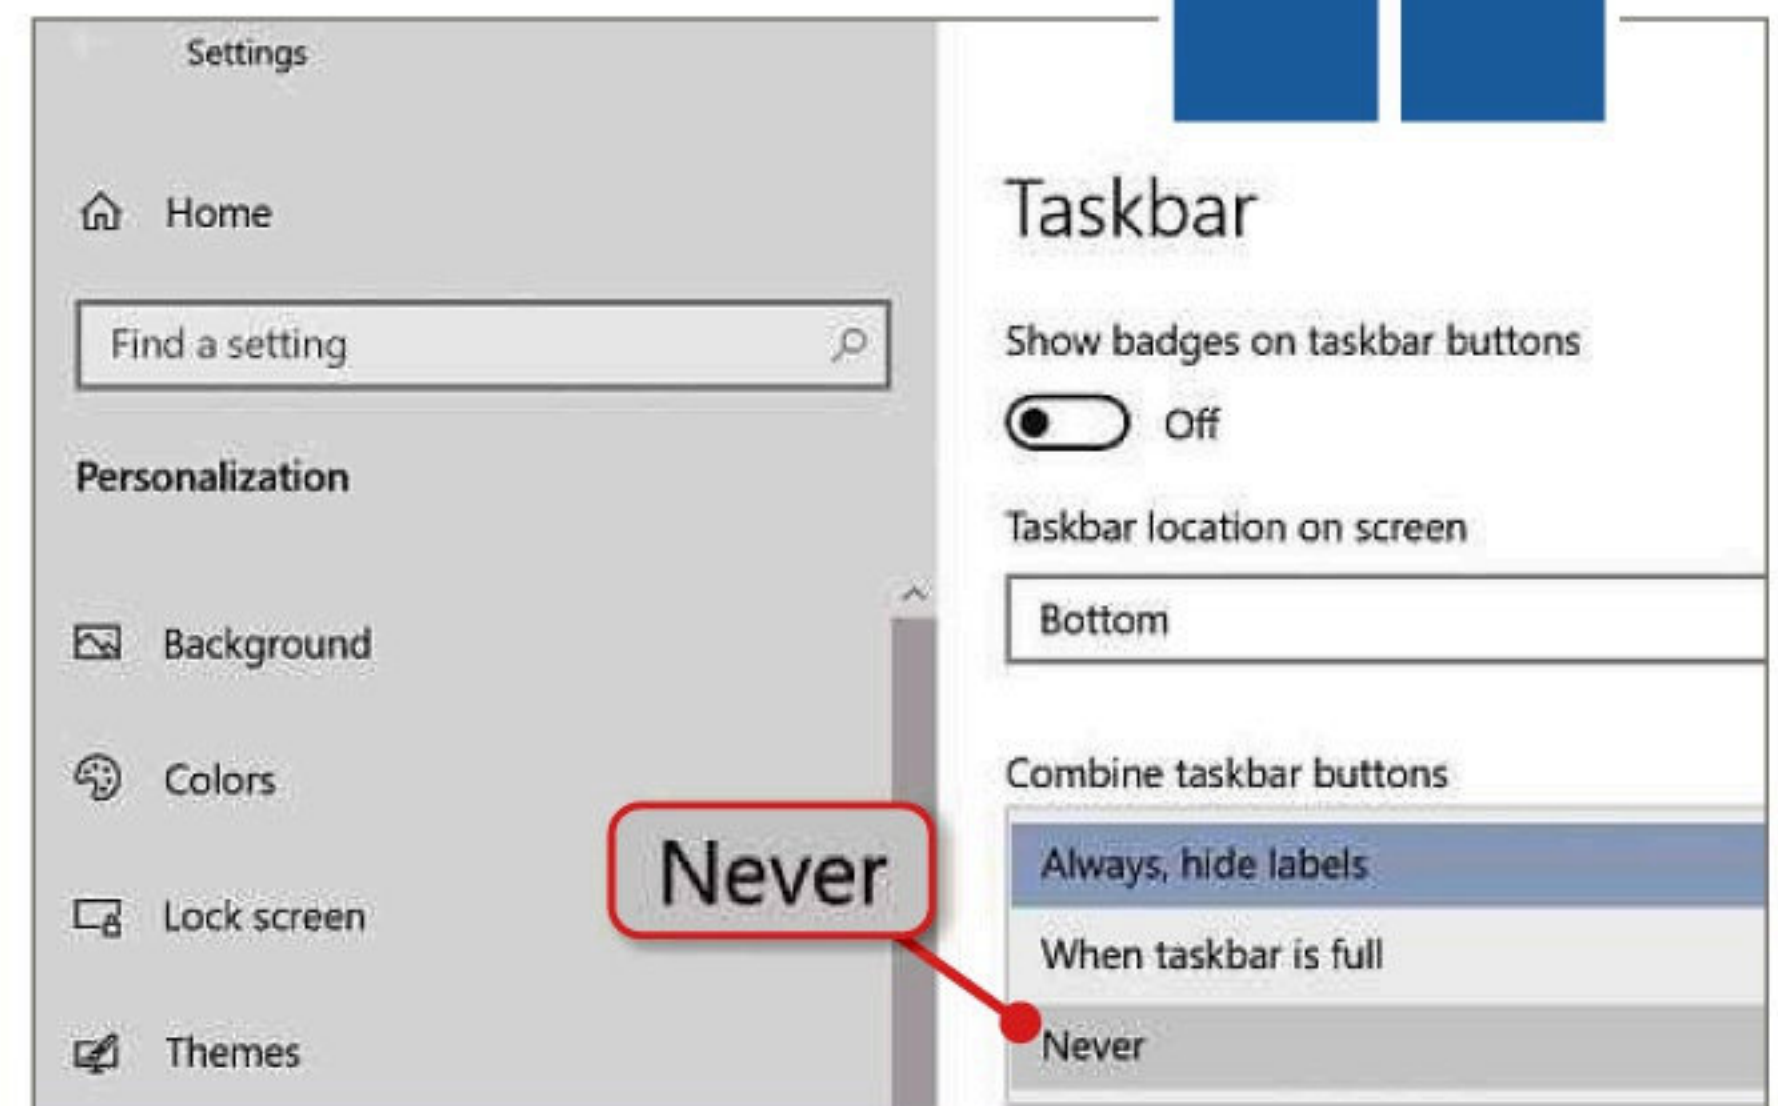 Settings
Home
Find a setting
Personalization
Background
Colors
Lock screen
Themes
Never
Taskbar
Show badges on taskbar buttons
Off
Taskbar location on screen
Bottom
Combine taskbar buttons
Always, hide labels
When taskbar is full
Never